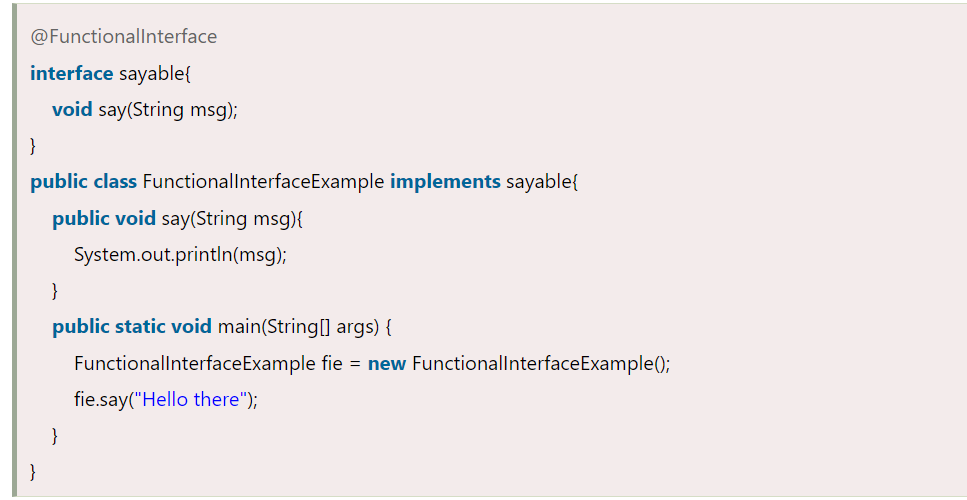 @FunctionalInterface
interface sayable{
void say(String msg);
}
public class FunctionalInterfaceExample implements sayable{
public void say(String msg){
System.out.println(msg);
}
public static void main(String[] args) {
FunctionalInterfaceExample fie = new FunctionalInterfaceExample();
fie.say("Hello there");
}
}